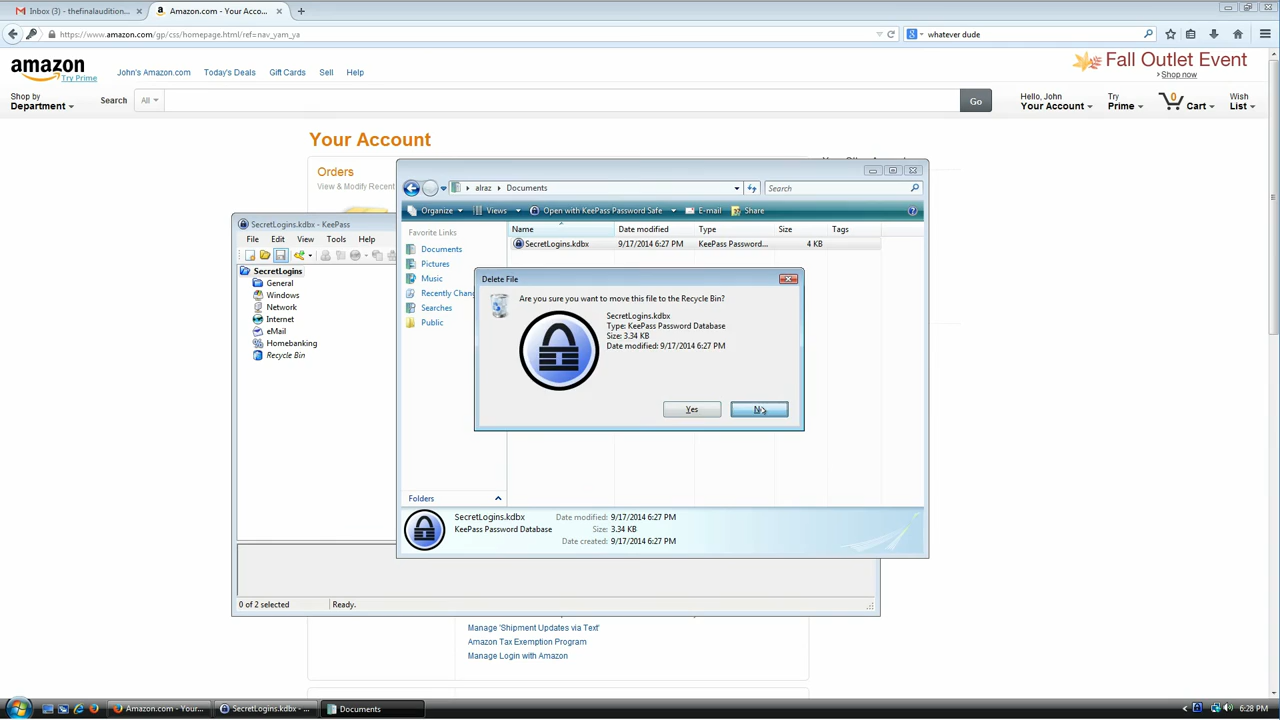 Inbox (3) - thefinalaudition... ×
Amazon.com - Your Acco... ×
https://www.amazon.com/gp/css/homepage.html/ref=nav_yam_ya
whatever dude
amazon
Try Prime
John's Amazon.com Today's Deals Gift Cards Sell Help
Fall Outlet Event
› Shop now
Shop by
Department
Search All Go
Hello, John
Your Account
Try
Prime
0
Cart
Wish
List
Your Account
Orders
View & Modify Recent
alraz ▸ Documents
Search
Organize Views Open with KeePass Password Safe E-mail Share
Favorite Links
Documents
Pictures
Music
Recently Chang
Searches
Public
Folders
Name Date modified Type Size Tags
SecretLogins.kdbx 9/17/2014 6:27 PM KeePass Password... 4 KB
SecretLogins.kdbx - KeePass
File Edit View Tools Help
SecretLogins
General
Windows
Network
Internet
eMail
Homebanking
Recycle Bin
Delete File
Are you sure you want to move this file to the Recycle Bin?
SecretLogins.kdbx
Type: KeePass Password Database
Size: 3.34 KB
Date modified: 9/17/2014 6:27 PM
Yes
SecretLogins.kdbx Date modified: 9/17/2014 6:27 PM
KeePass Password Database Size: 3.34 KB
Date created: 9/17/2014 6:27 PM
0 of 2 selected Ready.
Manage 'Shipment Updates via Text'
Amazon Tax Exemption Program
Manage Login with Amazon
Amazon.com - Your...
SecretLogins.kdbx - ...
Documents
6:28 PM